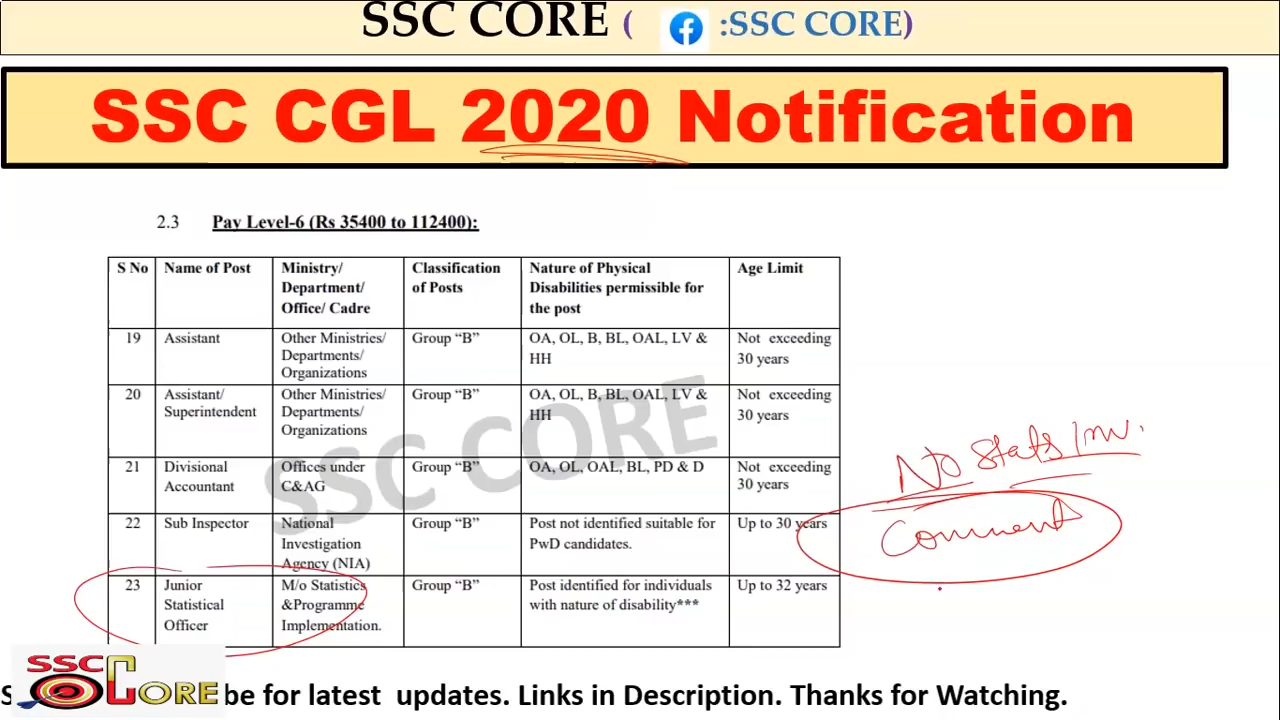 SSC CORE ( :SSC CORE)
SSC CGL 2020 Notification
2.3 Pay Level-6 (Rs 35400 to 112400):
S No Name of Post Ministry/ Department/ Office/ Cadre Classification of Posts Nature of Physical Disabilities permissible for the post Age Limit
19 Assistant Other Ministries/ Departments/ Organizations Group “B” OA, OL, B, BL, OAL, LV & HH Not exceeding 30 years
20 Assistant/ Superintendent Other Ministries/ Departments/ Organizations Group “B” OA, OL, B, BL, OAL, LV & HH Not exceeding 30 years
21 Divisional Accountant Offices under C&AG Group “B” OA, OL, OAL, BL, PD & D Not exceeding 30 years
22 Sub Inspector National Investigation Agency (NIA) Group “B” Post not identified suitable for PwD candidates. Up to 30 years
23 Junior Statistical Officer M/o Statistics &Programme Implementation. Group “B” Post identified for individuals with nature of disability*** Up to 32 years
SSC CORE
No Stats Inv.
Comment
SSC CORE
be for latest updates. Links in Description. Thanks for Watching.